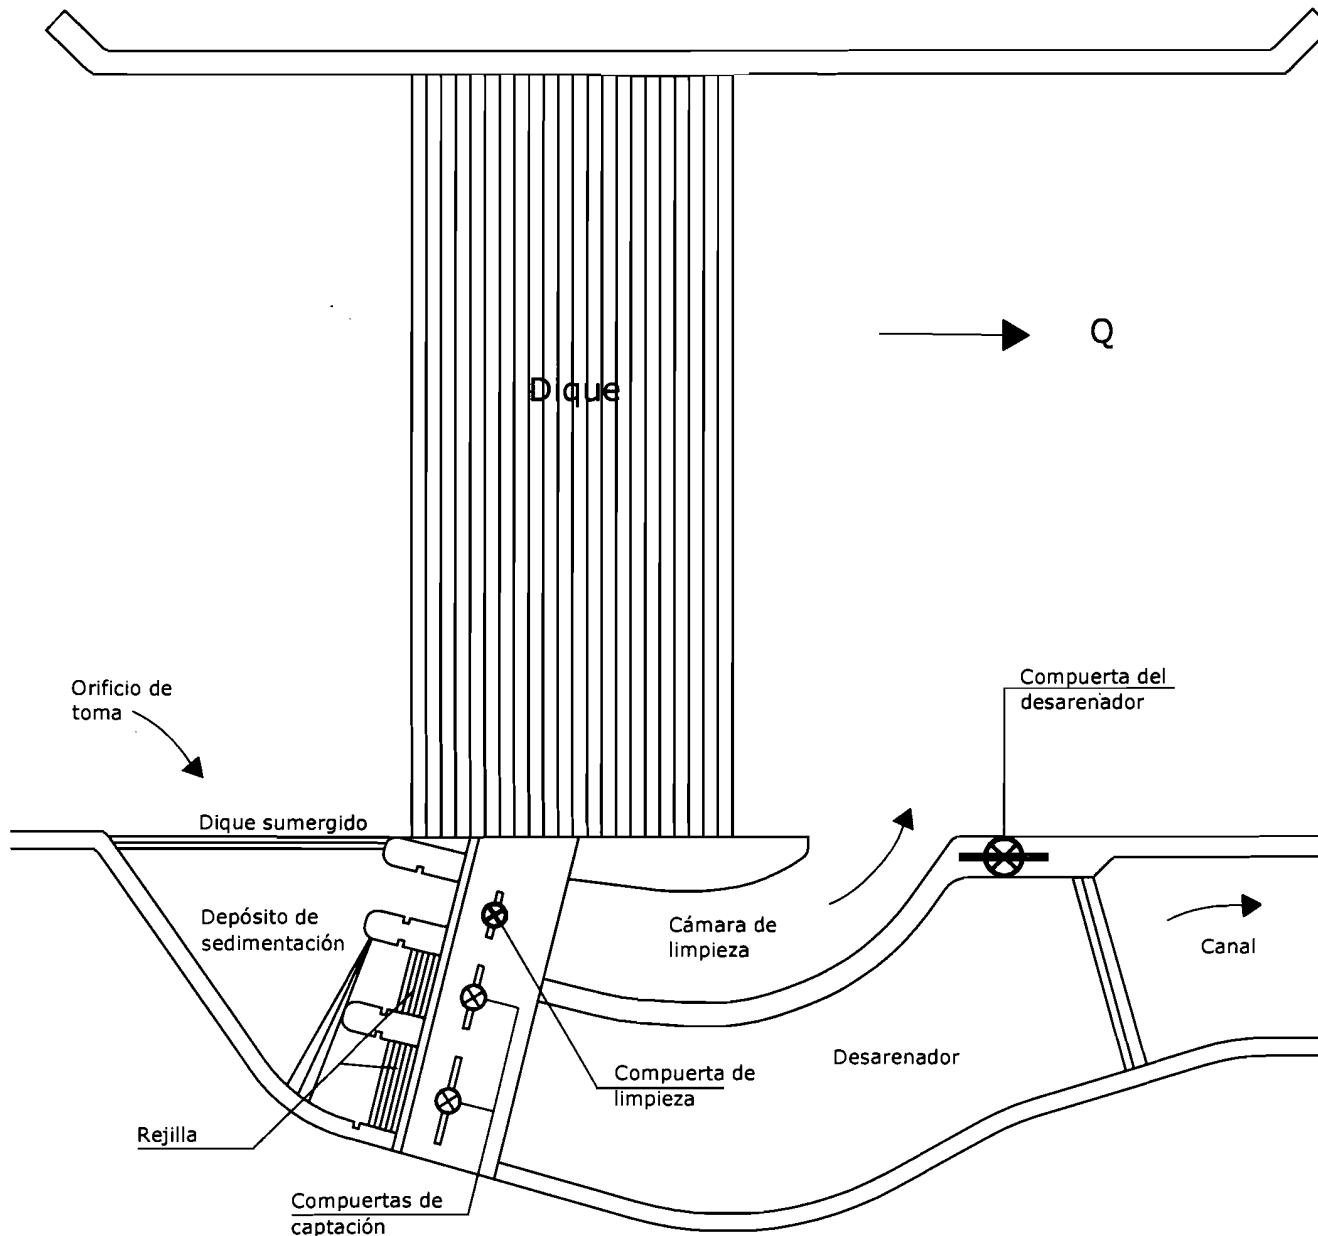 Dique
Q
Orificio de
toma
Compuerta del
desarenador
Dique sumergido
Depósito de
sedimentación
Cámara de
limpieza
Canal
Desarenador
Compuerta de
limpieza
Rejilla
Compuertas de
captación